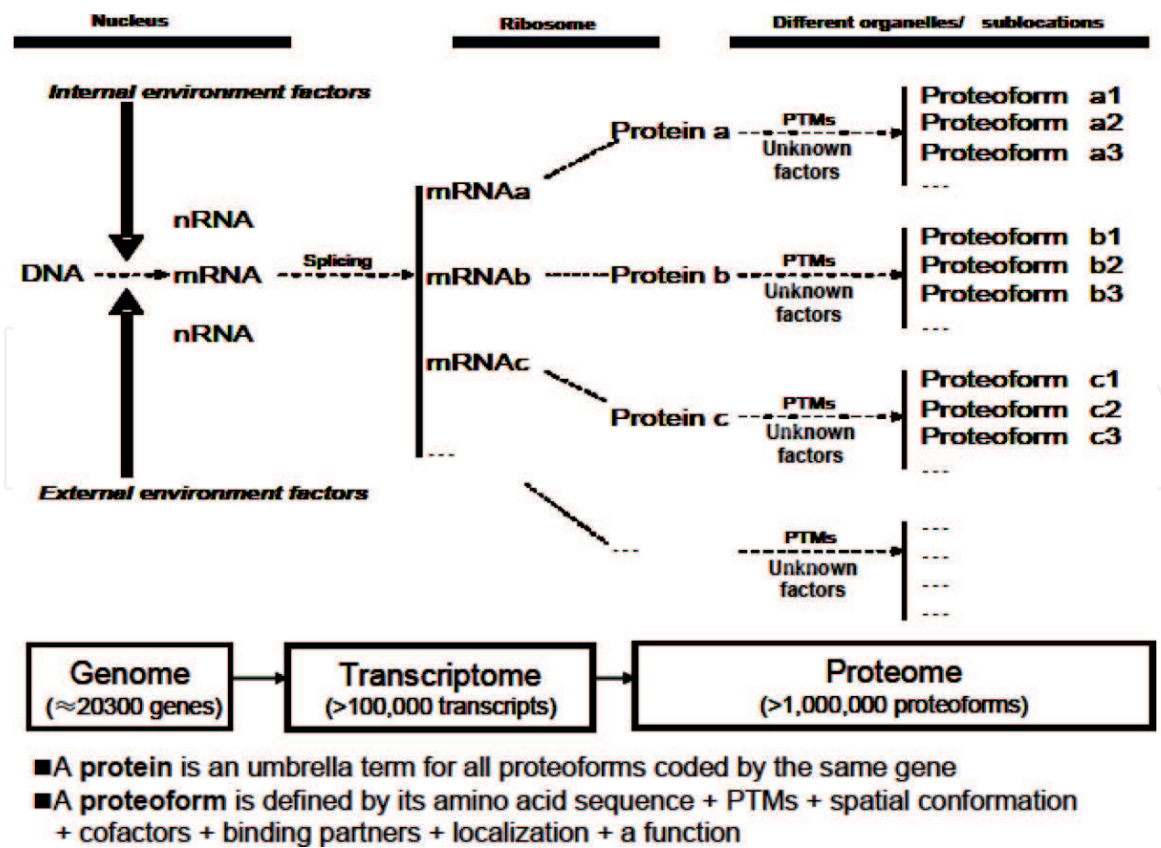 Nucleus
Ribosome
Different organelles/ sublocations
Internal environment factors
nRNA
DNA
mRNA
nRNA
External environment factors
Splicing
mRNAa
mRNAb
mRNAc
---
Protein a
Protein b
Protein c
---
PTMs
Unknown
factors
Proteoform a1
Proteoform a2
Proteoform a3
---
PTMs
Unknown
factors
Proteoform b1
Proteoform b2
Proteoform b3
---
PTMs
Unknown
factors
Proteoform c1
Proteoform c2
Proteoform c3
---
PTMs
Unknown
factors
---
---
---
---
Genome
(≈20300 genes)
Transcriptome
(>100,000 transcripts)
Proteome
(>1,000,000 proteoforms)
■A protein is an umbrella term for all proteoforms coded by the same gene
■A proteoform is defined by its amino acid sequence + PTMs + spatial conformation
+ cofactors + binding partners + localization + a function